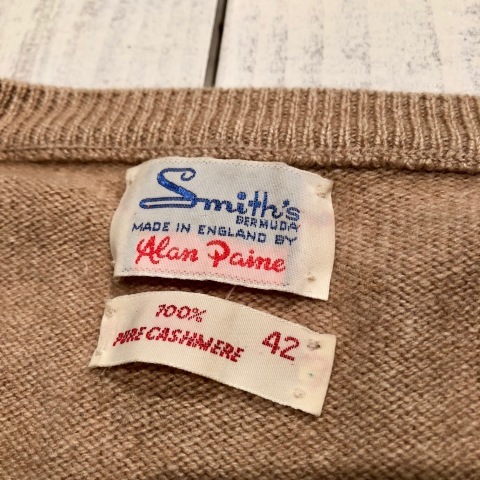 Smith's
BERMUDA
MADE IN ENGLAND BY
Alan Paine
100%
PURE CASHMERE 42